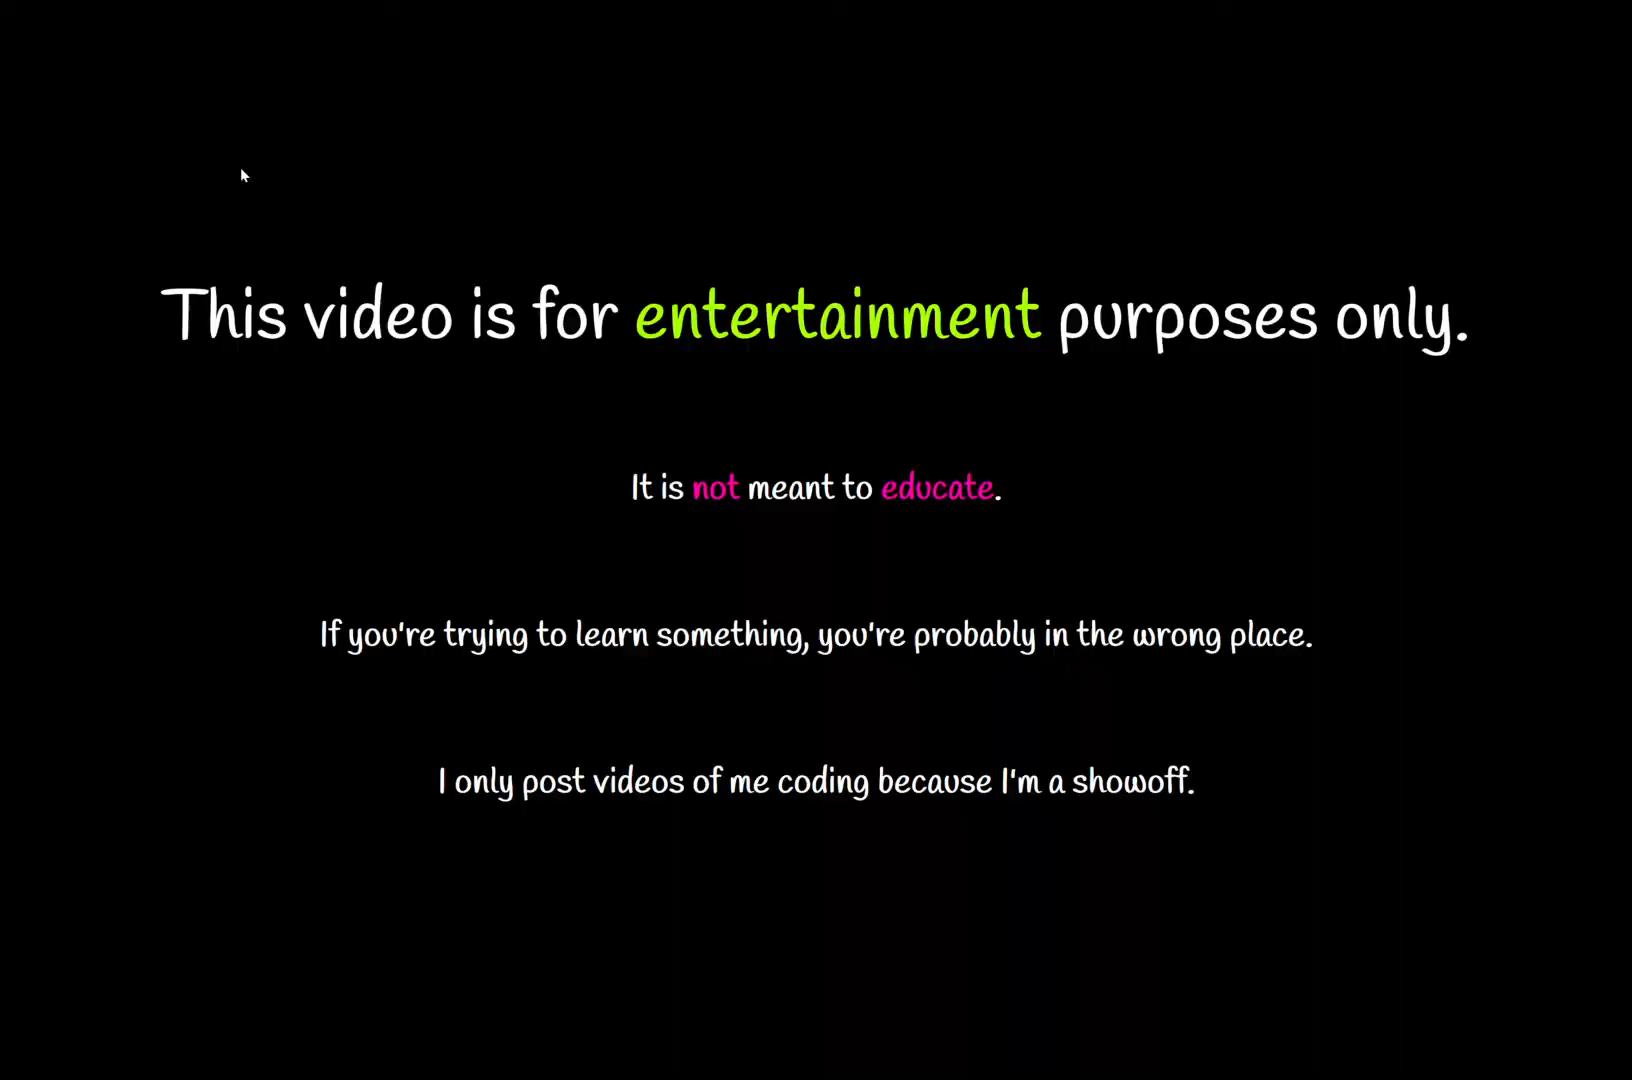 This video is for entertainment purposes only.
It is not meant to educate.
If you're trying to learn something, you're probably in the wrong place.
I only post videos of me coding because I'm a showoff.